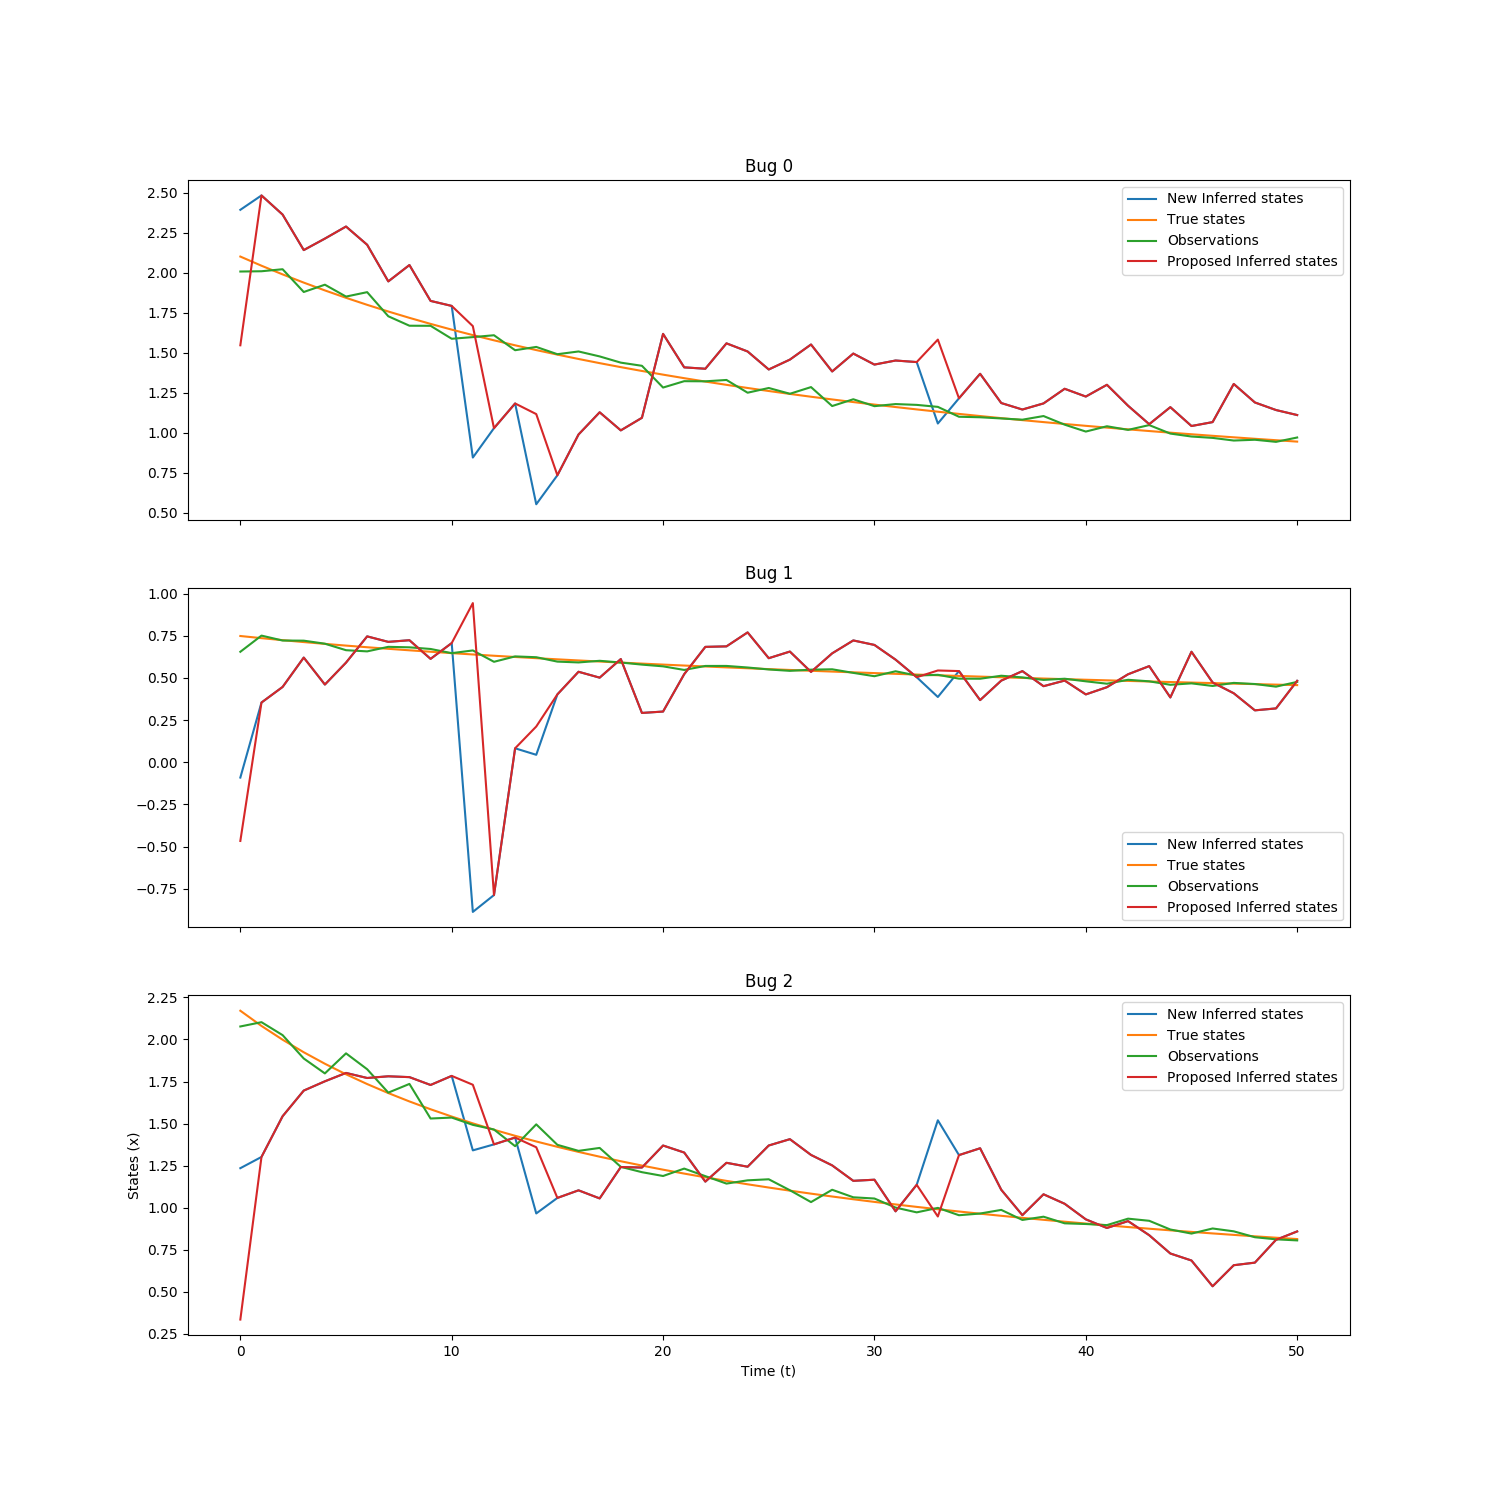 Bug 0
2.50
2.25
2.00
1.75
1.50
1.25
1.00
0.75
0.50
New Inferred states
True states
Observations
Proposed Inferred states
Bug 1
1.00
0.75
0.50
0.25
0.00
−0.25
−0.50
−0.75
New Inferred states
True states
Observations
Proposed Inferred states
Bug 2
2.25
2.00
1.75
1.50
1.25
1.00
0.75
0.50
0.25
States (x)
New Inferred states
True states
Observations
Proposed Inferred states
0 10 20 30 40 50
Time (t)